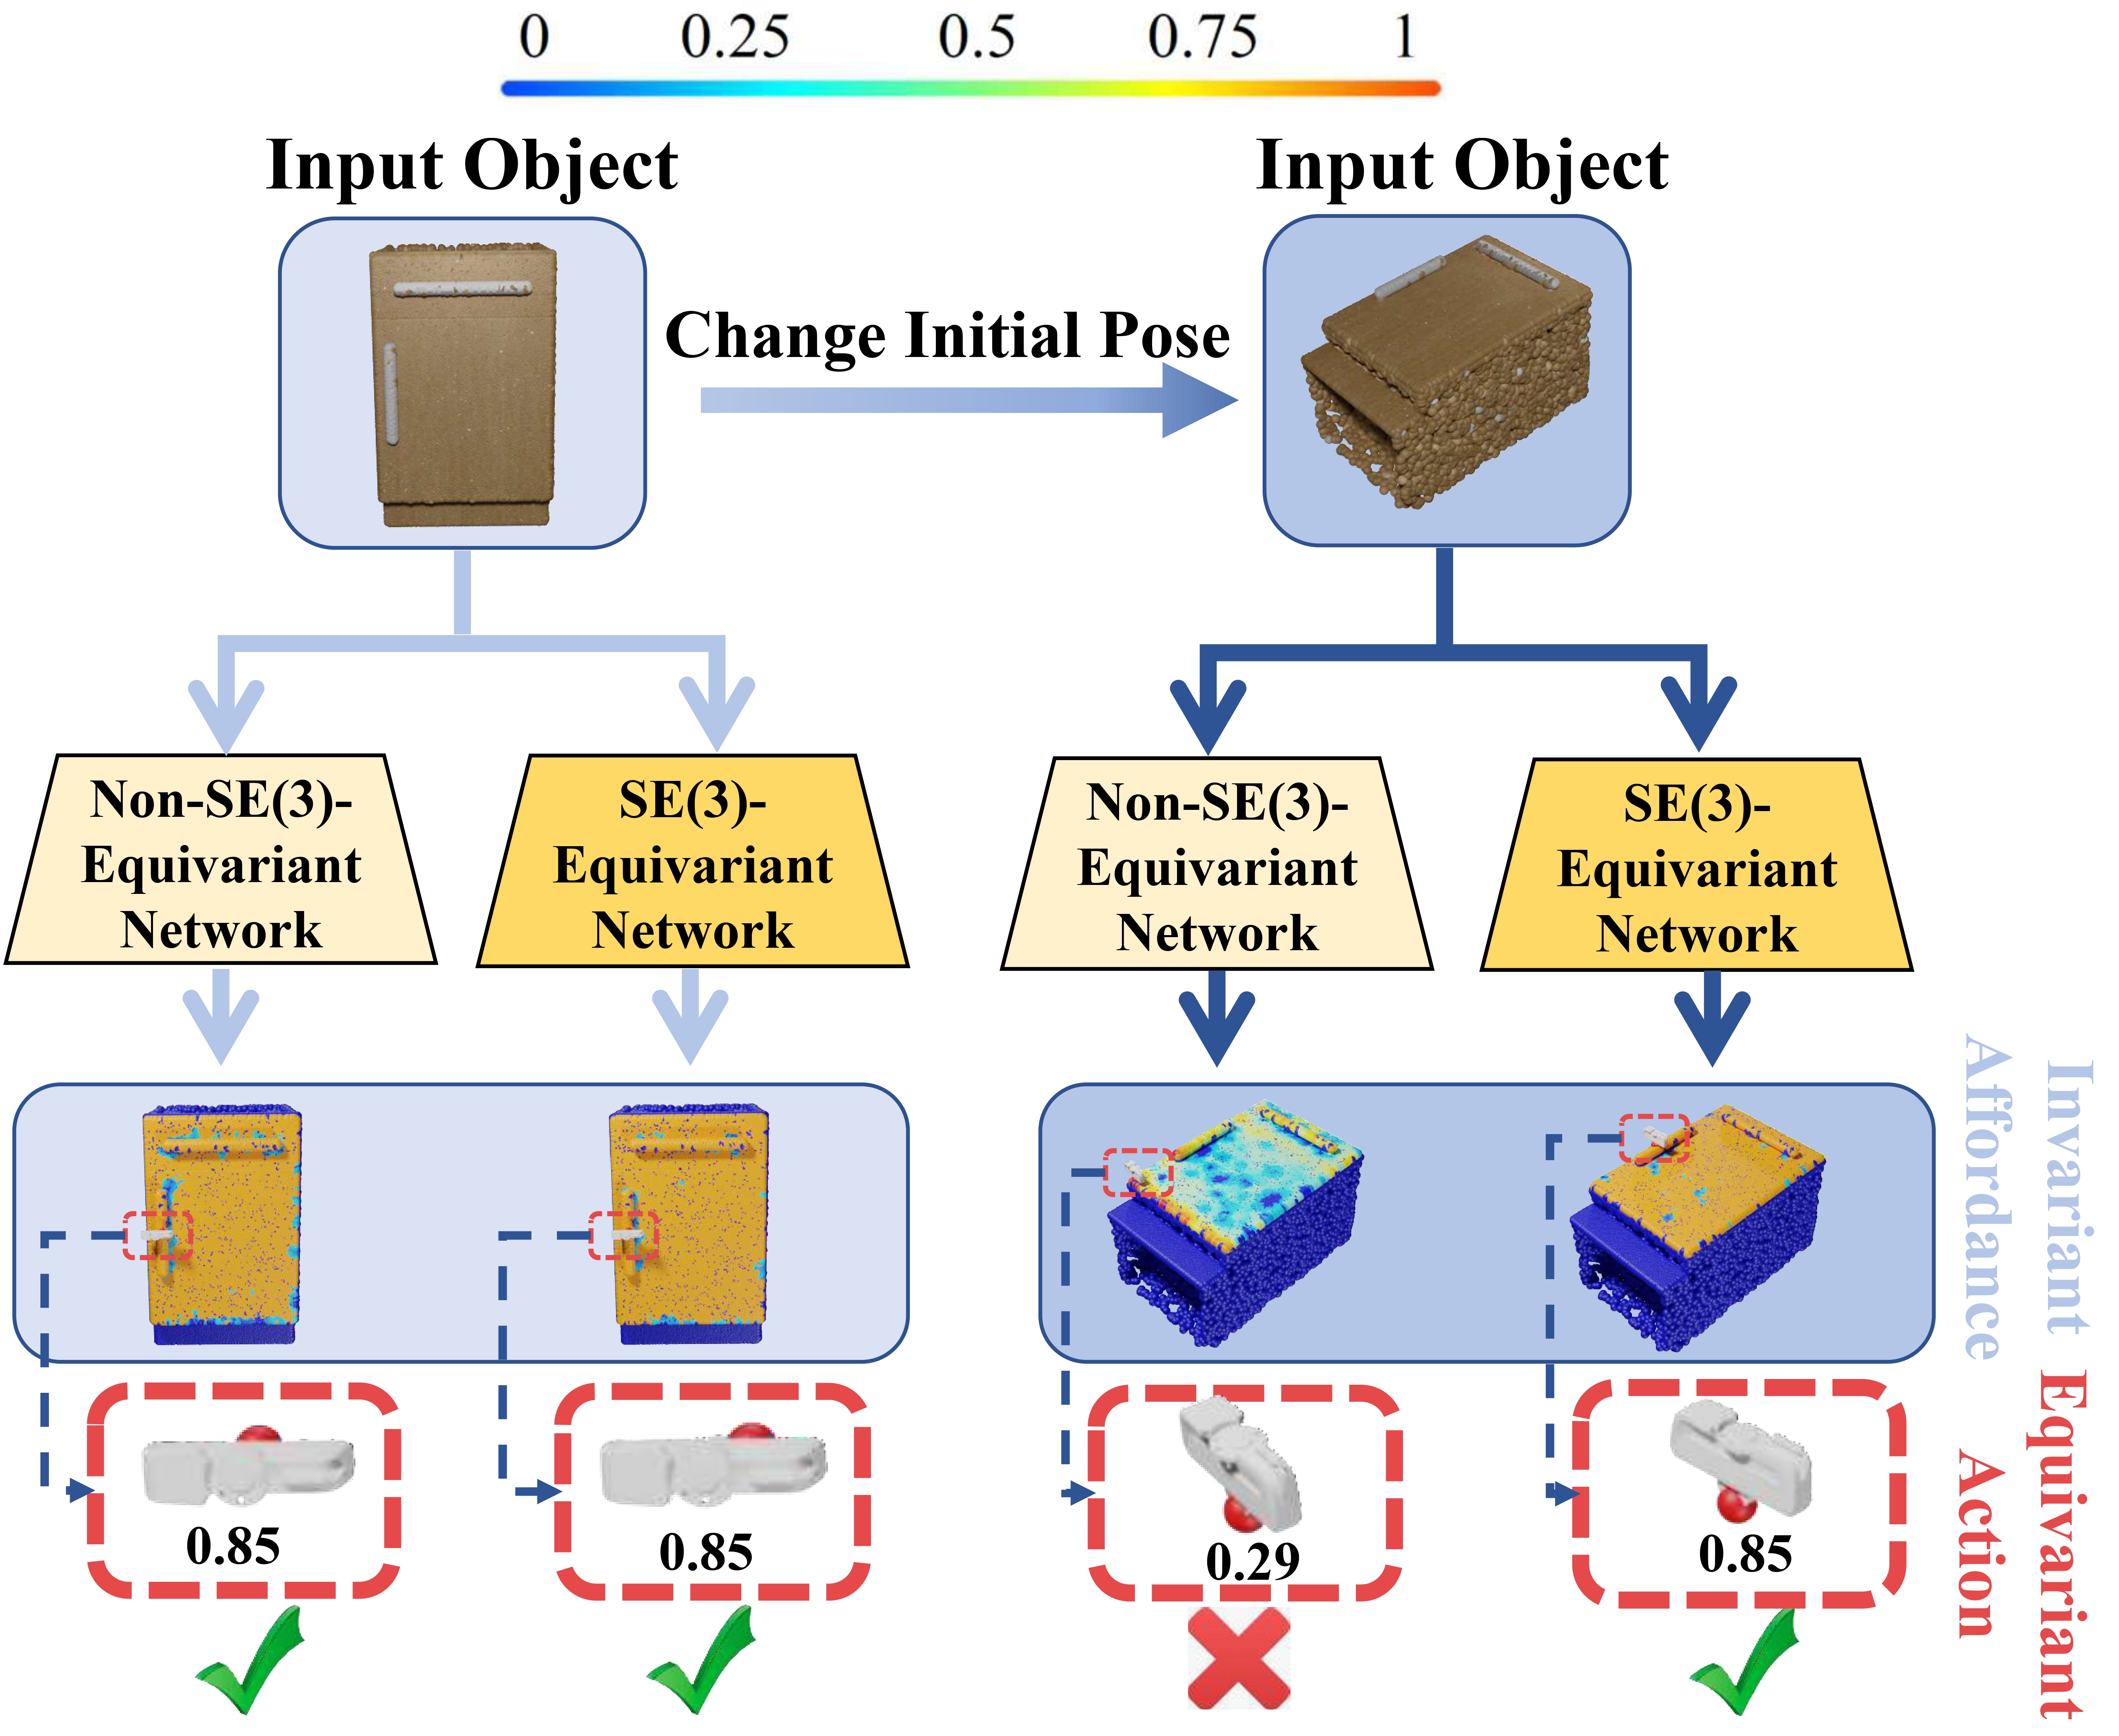 0 0.25 0.5 0.75 1
Input Object
Input Object
Change Initial Pose
Non-SE(3)-
Equivariant
Network
SE(3)-
Equivariant
Network
Non-SE(3)-
Equivariant
Network
SE(3)-
Equivariant
Network
Invariant
Affordance
0.85
0.85
0.29
0.85
Equivariant
Action